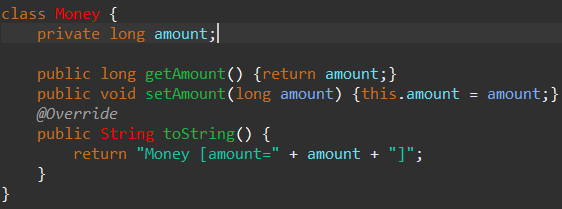 class Money {
    private long amount;
    public long getAmount() {return amount;}
    public void setAmount(long amount) {this.amount = amount;}
    @Override
    public String toString() {
        return "Money [amount=" + amount + "]";
    }
}